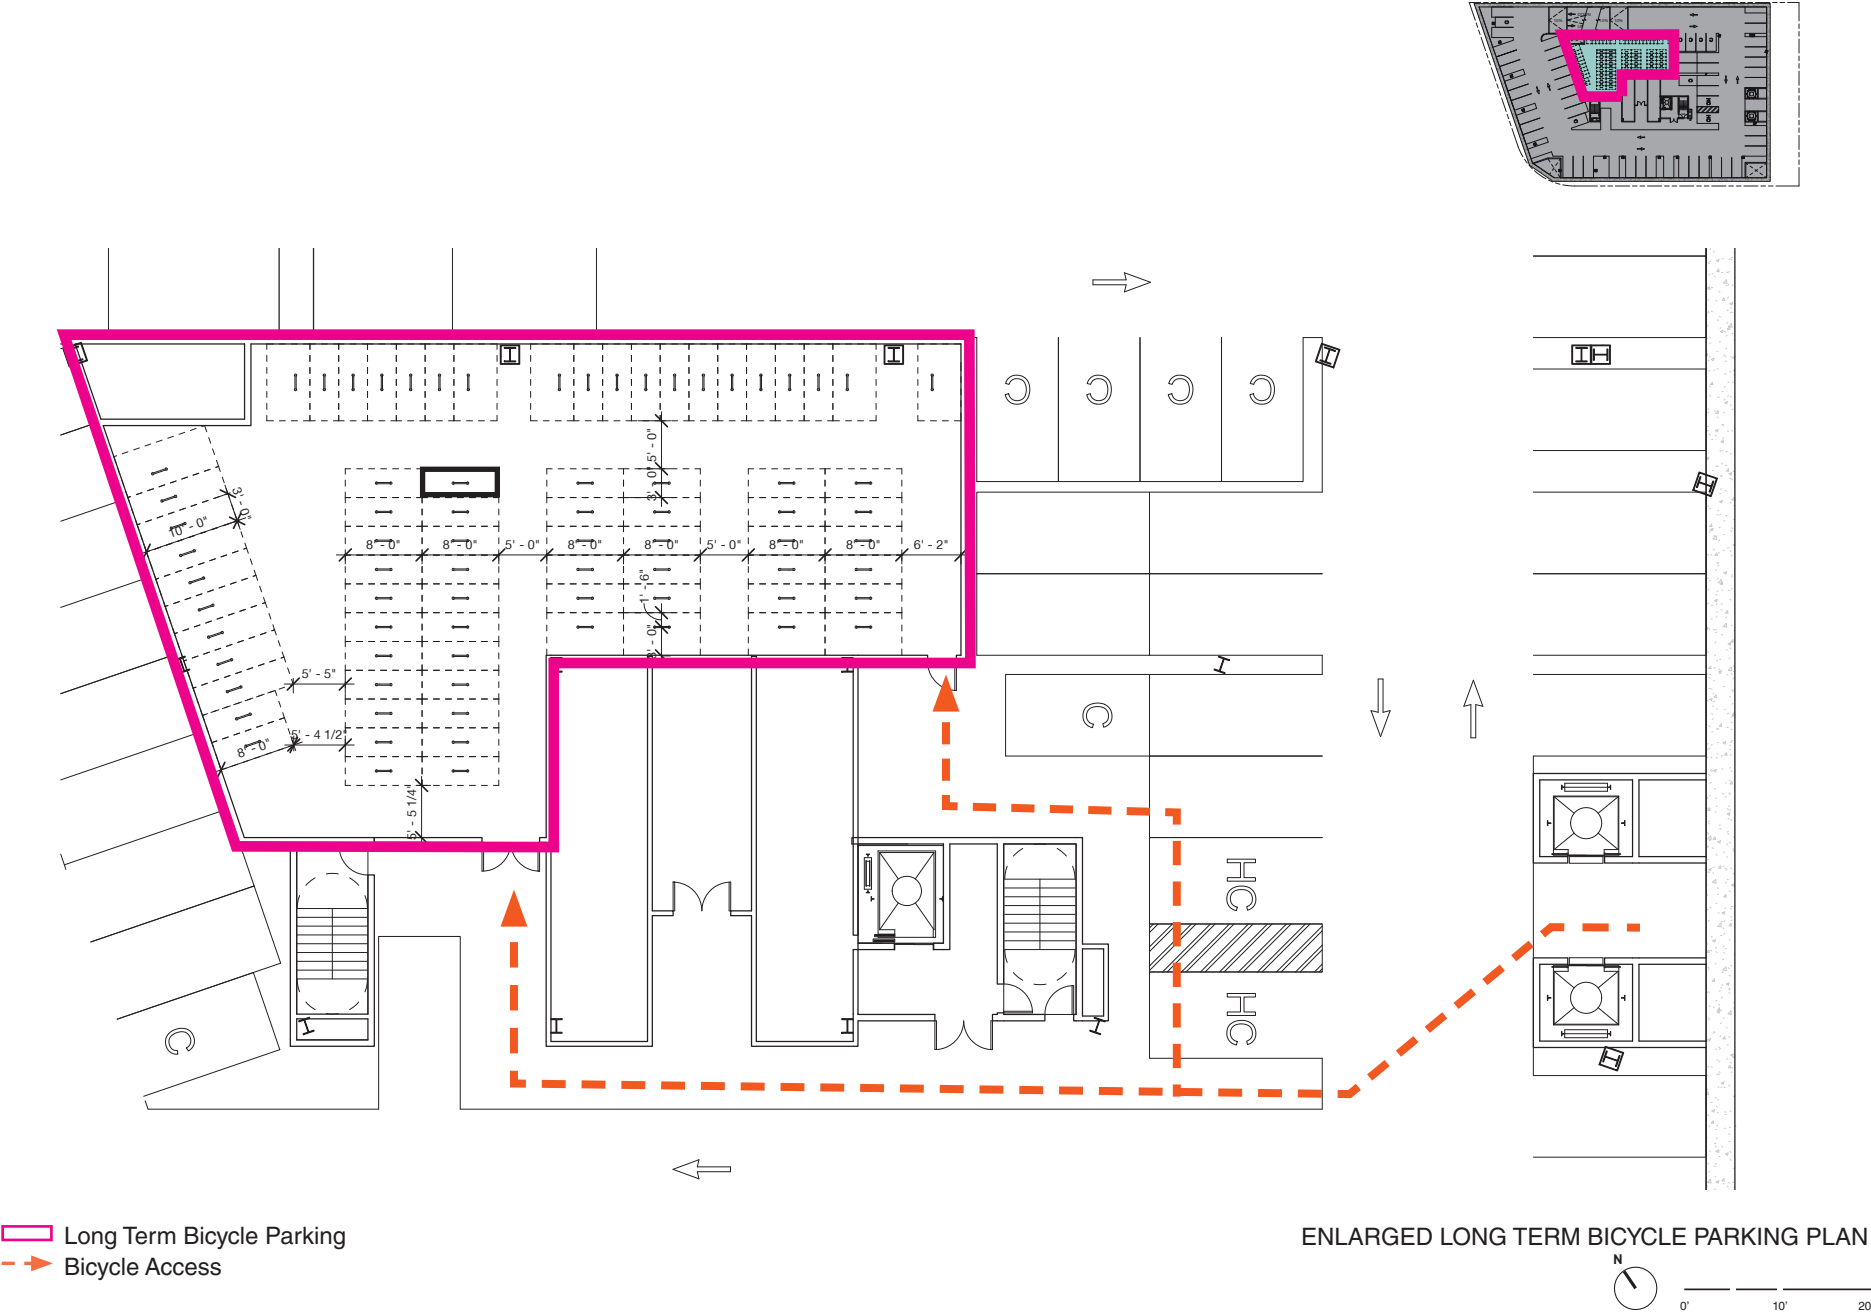 C C C C
5' - 0"
3' - 0"
3' - 0"
10' - 0"
8' - 0" 8' - 0" 5' - 0" 8' - 0" 8' - 0" 5' - 0" 8' - 0" 8' - 0" 6' - 2"
1' - 6"
3' - 0"
5' - 5"
C
5' - 4 1/2"
8' - 0"
5' - 5 1/4"
HC
HC
C
Long Term Bicycle Parking
Bicycle Access
ENLARGED LONG TERM BICYCLE PARKING PLAN
N
0' 10' 20